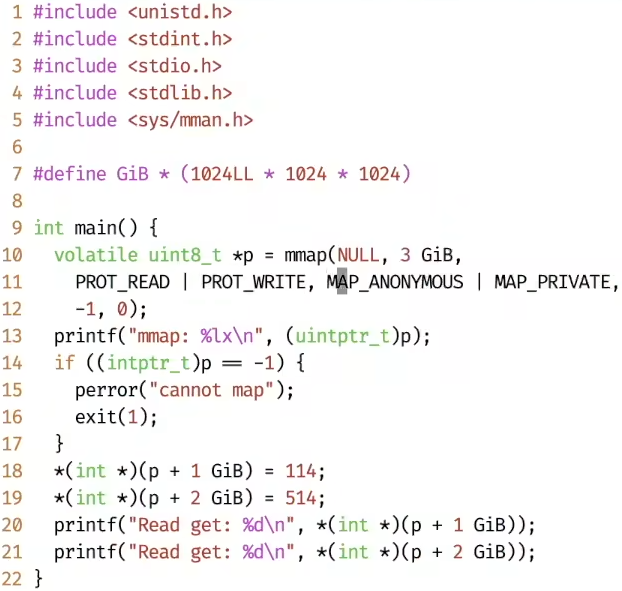 1 #include <unistd.h>
2 #include <stdint.h>
3 #include <stdio.h>
4 #include <stdlib.h>
5 #include <sys/mman.h>
6
7 #define GiB * (1024LL * 1024 * 1024)
8
9 int main() {
10   volatile uint8_t *p = mmap(NULL, 3 GiB,
11     PROT_READ | PROT_WRITE, MAP_ANONYMOUS | MAP_PRIVATE,
12     -1, 0);
13   printf("mmap: %lx\n", (uintptr_t)p);
14   if ((intptr_t)p == -1) {
15     perror("cannot map");
16     exit(1);
17   }
18   *(int *)(p + 1 GiB) = 114;
19   *(int *)(p + 2 GiB) = 514;
20   printf("Read get: %d\n", *(int *)(p + 1 GiB));
21   printf("Read get: %d\n", *(int *)(p + 2 GiB));
22 }